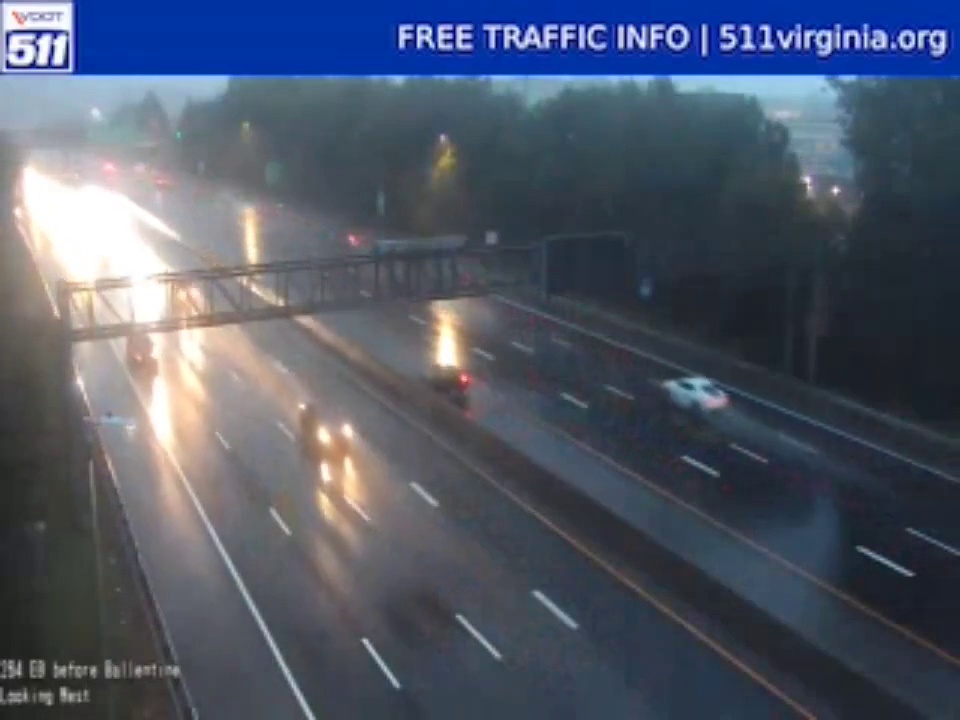 VDOT
511
FREE TRAFFIC INFO | 511virginia.org
264 EB before Ballentine
Looking West